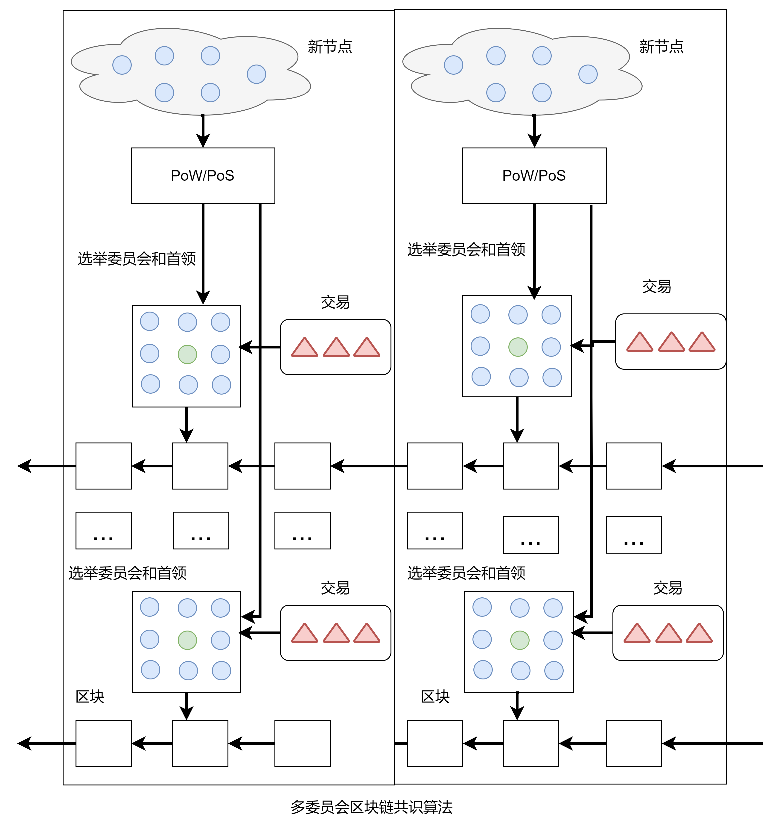 新节点
新节点
PoW/PoS
PoW/PoS
选举委员会和首领
选举委员会和首领
交易
交易
...
...
...
...
...
...
选举委员会和首领
选举委员会和首领
交易
交易
区块
区块
多委员会区块链共识算法